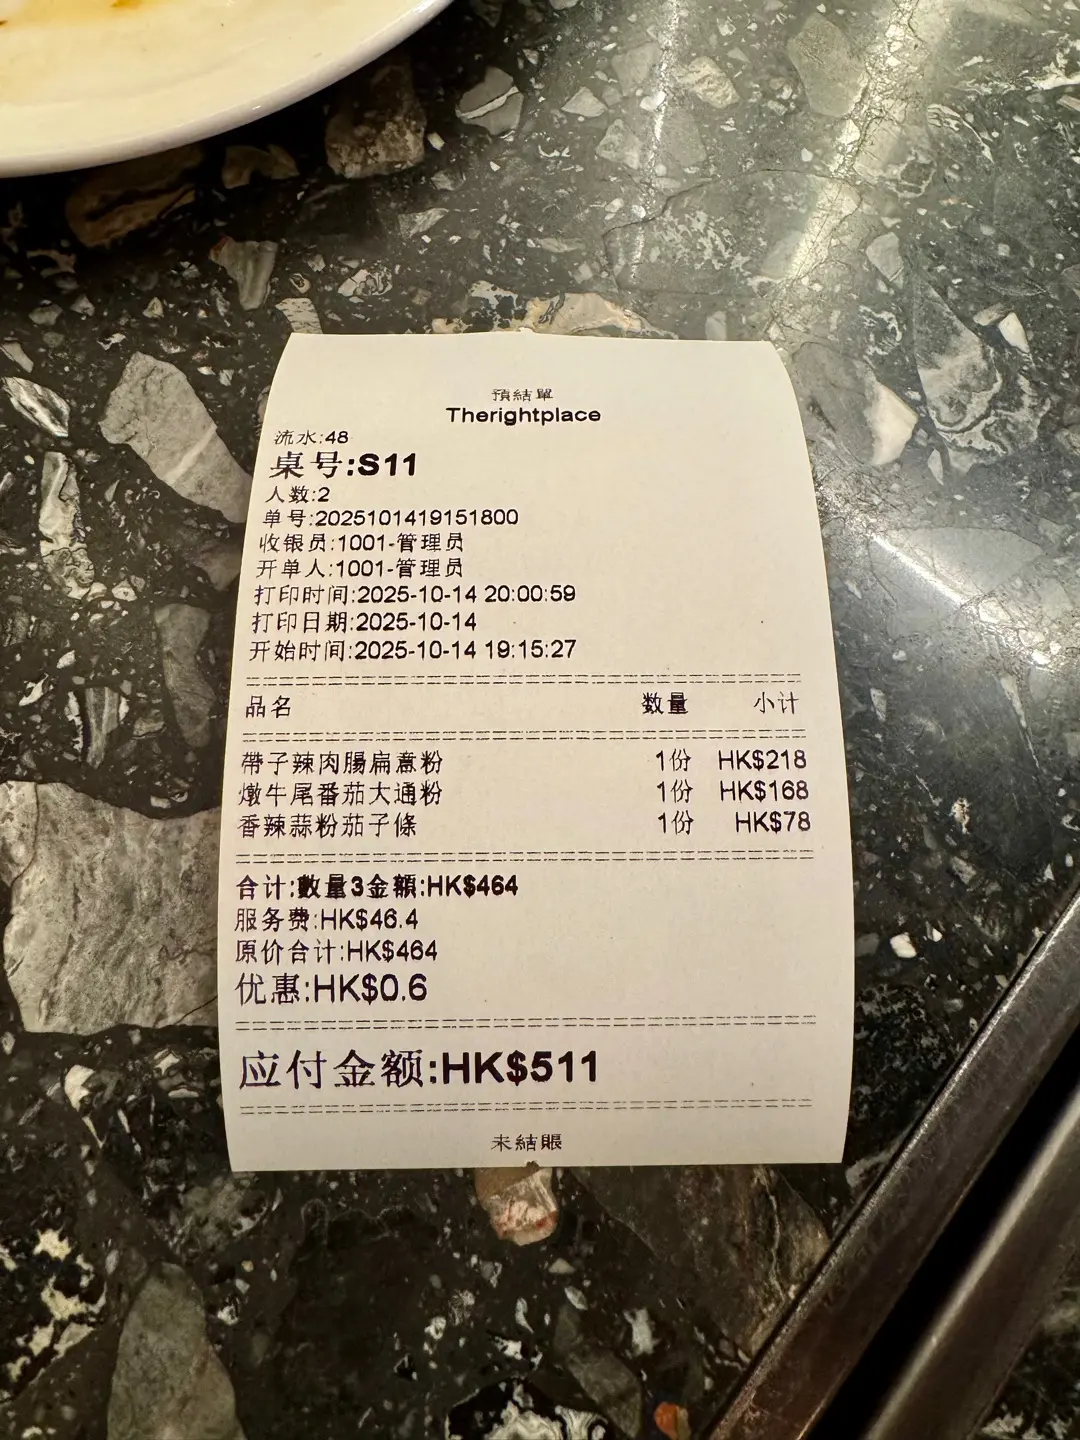 預結單
Therightplace
流水:48
桌号:S11
人数:2
单号:2025101419151800
收银员:1001-管理员
开单人:1001-管理员
打印时间:2025-10-14 20:00:59
打印日期:2025-10-14
开始时间:2025-10-14 19:15:27
品名 数量 小计
帶子辣肉腸扁意粉 1份 HK$218
燉牛尾番茄大通粉 1份 HK$168
香辣蒜粉茄子條 1份 HK$78
合计:數量3金額:HK$464
服务费:HK$46.4
原价合计:HK$464
优惠:HK$0.6
应付金额:HK$511
未結賬